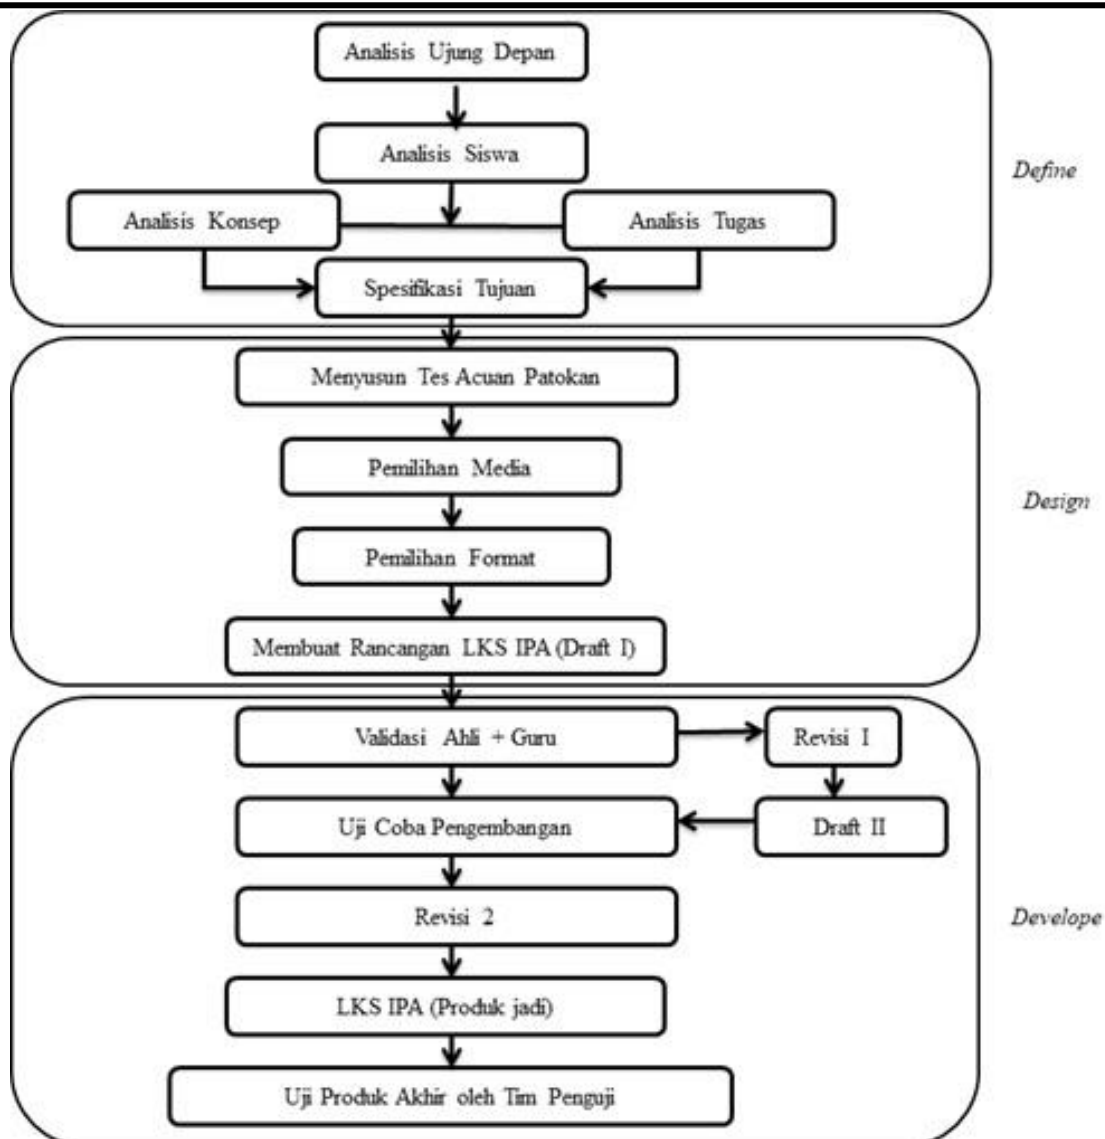 Analisis Ujung Depan
Analisis Siswa
Define
Analisis Konsep
Analisis Tugas
Spesifikasi Tujuan
Menyusun Tes Acuan Patokan
Pemilihan Media
Design
Pemilihan Format
Membuat Rancangan LKS IPA (Draft I)
Validasi Ahli + Guru
Revisi I
Uji Coba Pengembangan
Draft II
Revisi 2
Develope
LKS IPA (Produk jadi)
Uji Produk Akhir oleh Tim Penguji